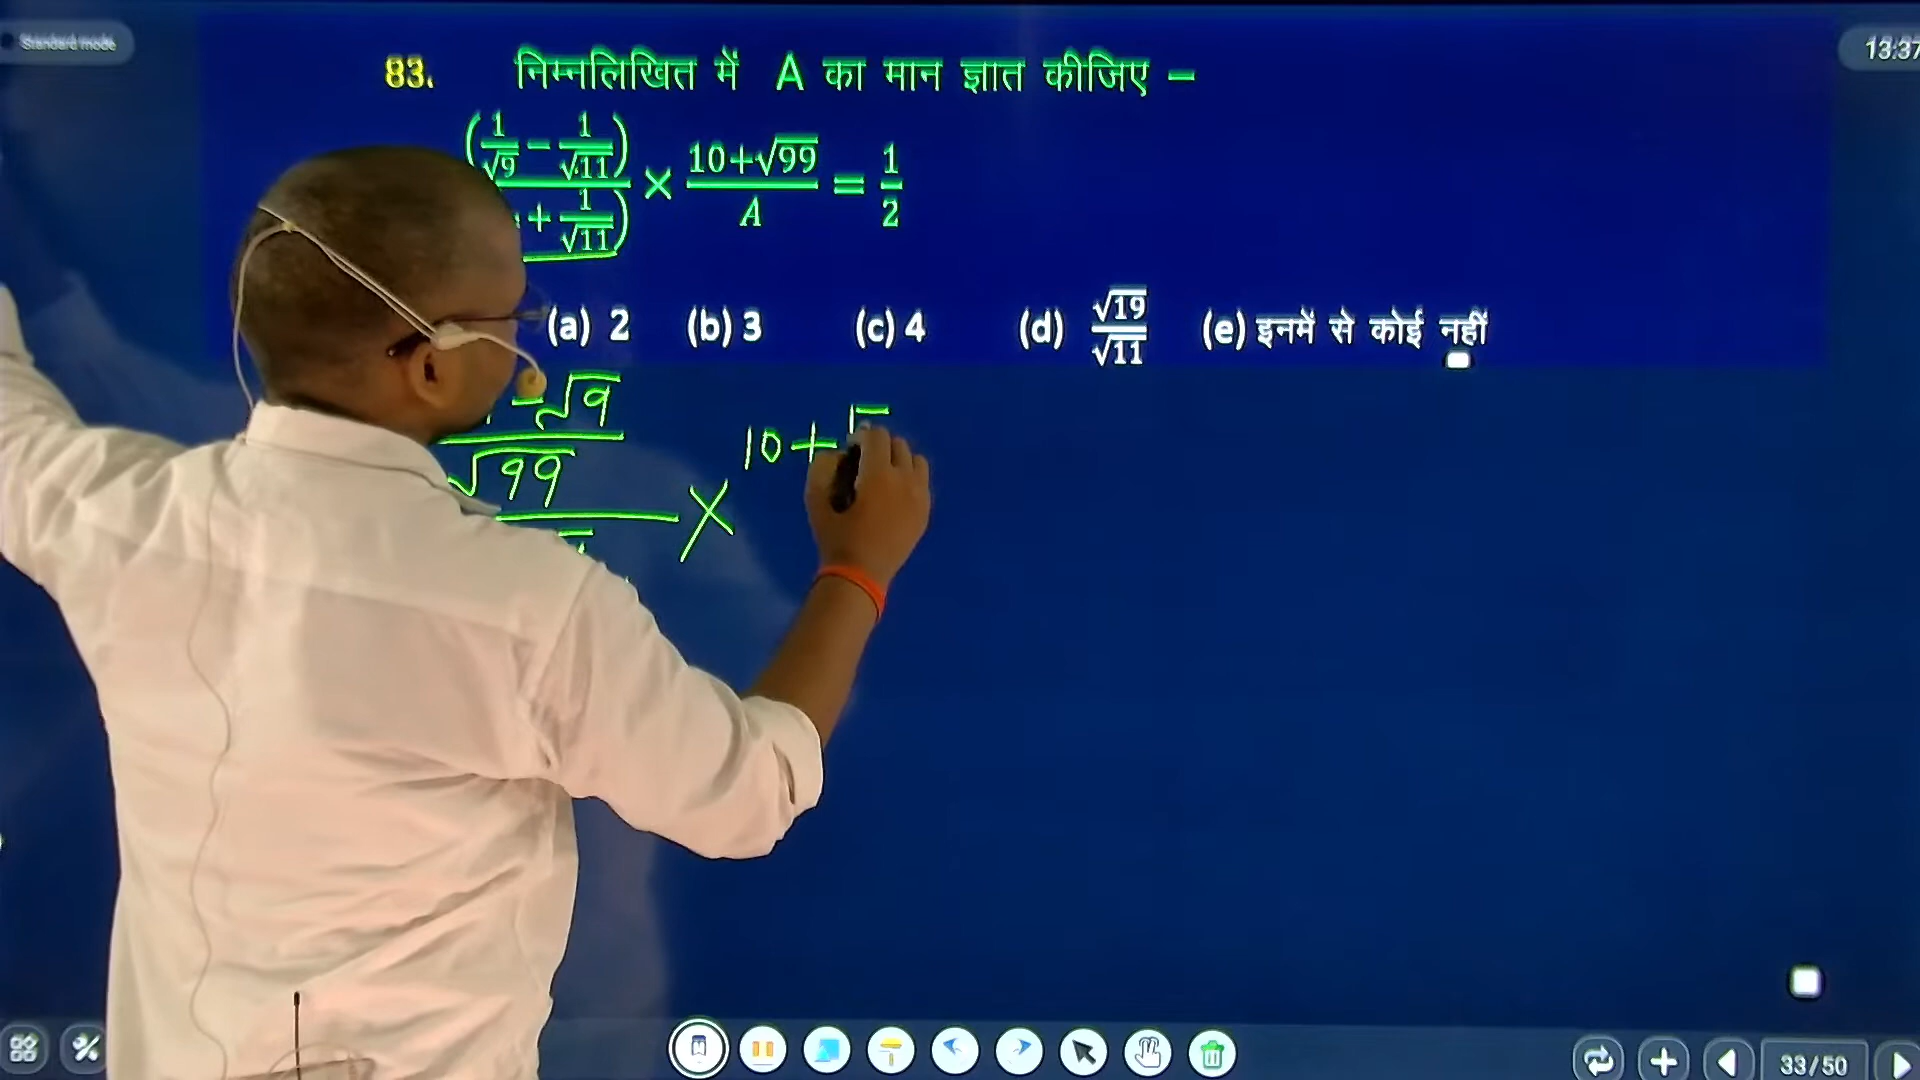 Standard mode
13:37
83. निम्नलिखित में A का मान ज्ञात कीजिए –
(1/√9 − 1/√11) / + 1/√11) × 10+√99 / A = 1/2
(a) 2 (b) 3 (c) 4 (d) √19/√11 (e) इनमें से कोई नहीं
− √9
√99 × 10 +
33/50